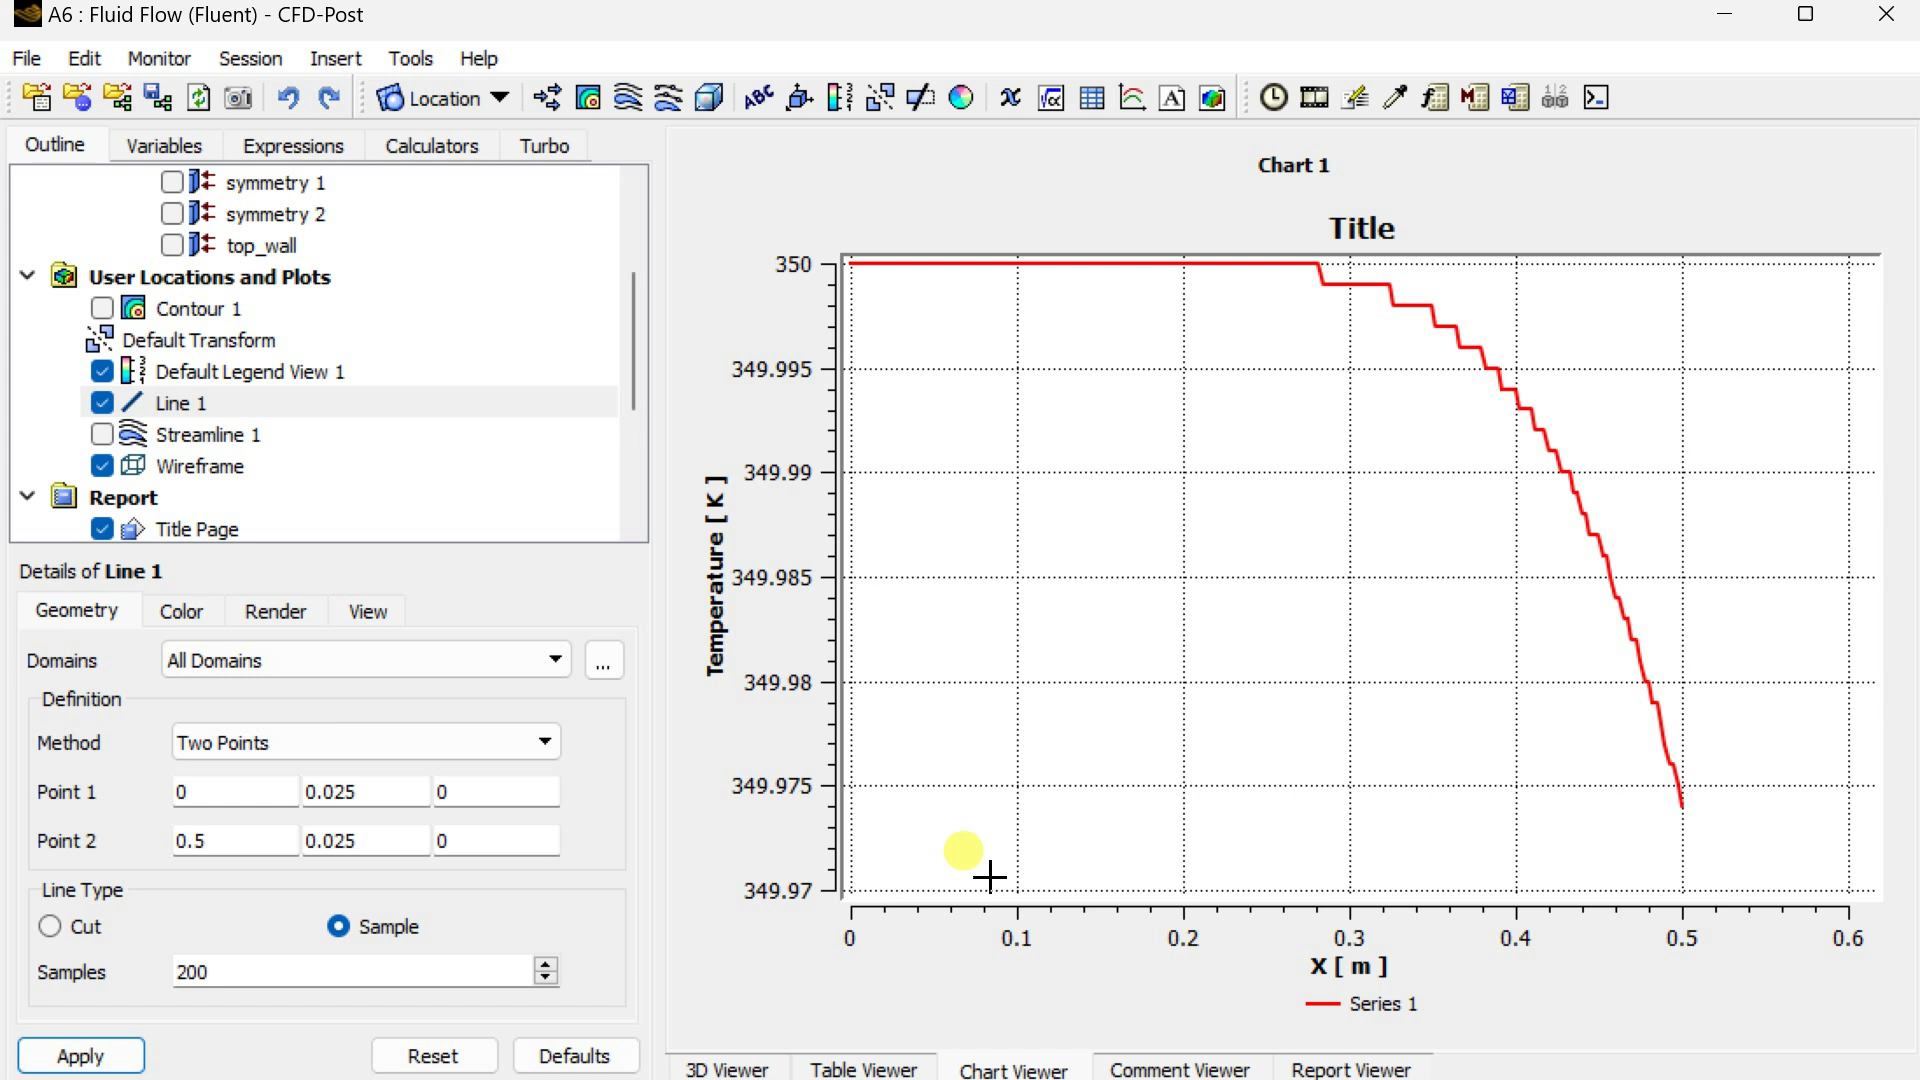 A6 : Fluid Flow (Fluent) - CFD-Post
File Edit Monitor Session Insert Tools Help
Location
Outline Variables Expressions Calculators Turbo
symmetry 1
symmetry 2
top_wall
User Locations and Plots
Contour 1
Default Transform
Default Legend View 1
Line 1
Streamline 1
Wireframe
Report
Title Page
Details of Line 1
Geometry Color Render View
Domains All Domains ...
Definition
Method Two Points
Point 1 0 0.025 0
Point 2 0.5 0.025 0
Line Type
Cut Sample
Samples 200
Apply Reset Defaults
Chart 1
Title
350
349.995
349.99
349.985
349.98
349.975
349.97
Temperature [ K ]
0 0.1 0.2 0.3 0.4 0.5 0.6
X [ m ]
Series 1
3D Viewer Table Viewer Chart Viewer Comment Viewer Report Viewer